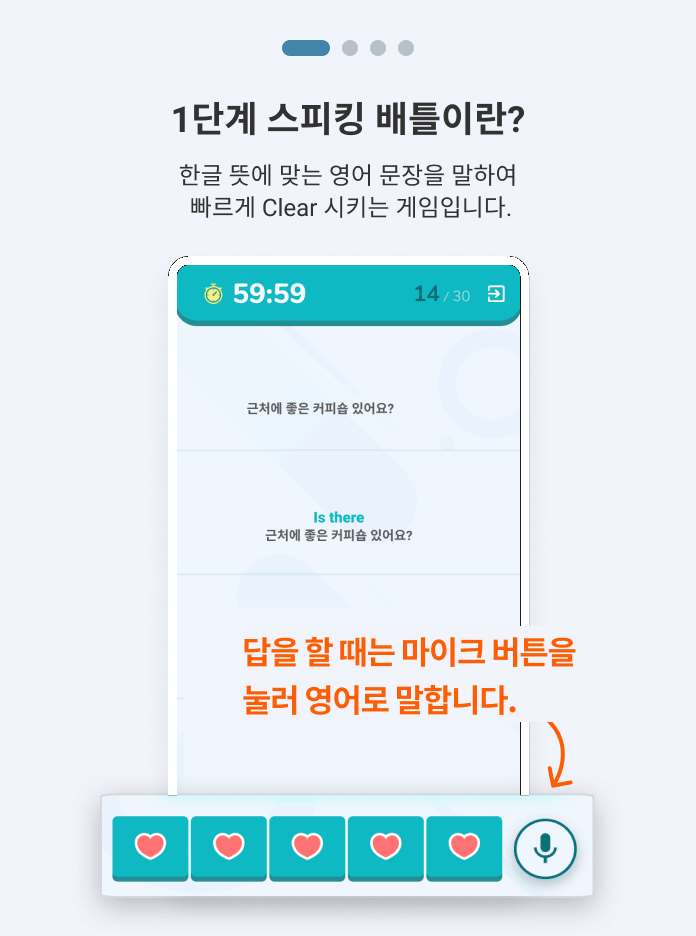 1단계 스피킹 배틀이란?
한글 뜻에 맞는 영어 문장을 말하여
빠르게 Clear 시키는 게임입니다.
59:59
14 / 30
근처에 좋은 커피숍 있어요?
Is there
근처에 좋은 커피숍 있어요?
답을 할 때는 마이크 버튼을
눌러 영어로 말합니다.